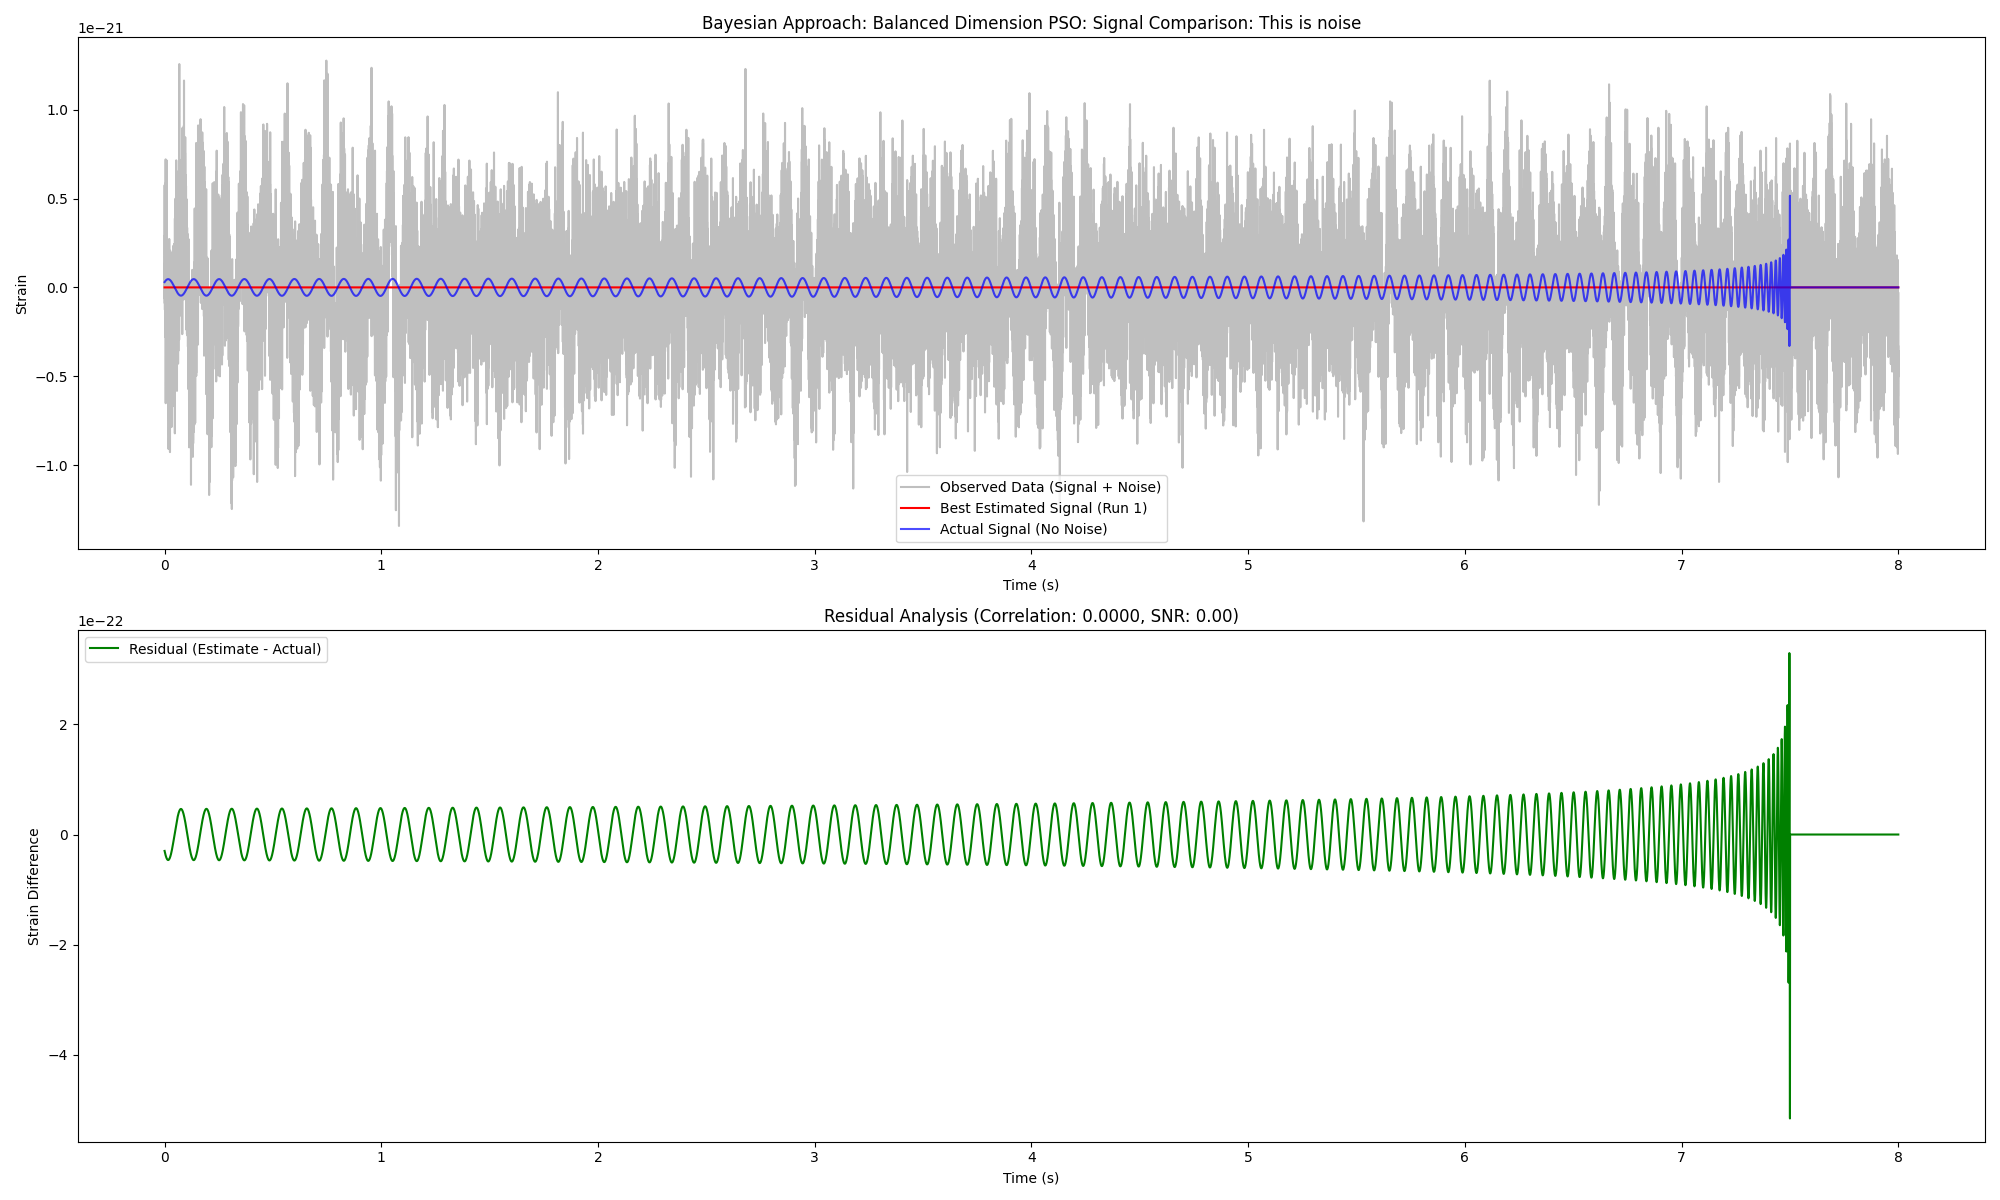 Bayesian Approach: Balanced Dimension PSO: Signal Comparison: This is noise
1e−21
1.0
0.5
0.0
−0.5
−1.0
Strain
Observed Data (Signal + Noise)
Best Estimated Signal (Run 1)
Actual Signal (No Noise)
0 1 2 3 4 5 6 7 8
Time (s)
Residual Analysis (Correlation: 0.0000, SNR: 0.00)
1e−22
Residual (Estimate - Actual)
2
0
−2
−4
Strain Difference
0 1 2 3 4 5 6 7 8
Time (s)